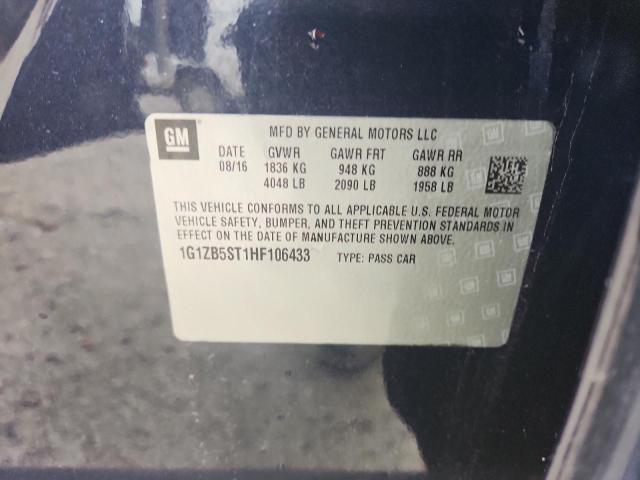 GM
MFD BY GENERAL MOTORS LLC
DATE GVWR GAWR FRT GAWR RR
08/16 1836 KG 948 KG 888 KG
4048 LB 2090 LB 1958 LB
THIS VEHICLE CONFORMS TO ALL APPLICABLE U.S. FEDERAL MOTOR
VEHICLE SAFETY, BUMPER, AND THEFT PREVENTION STANDARDS IN
EFFECT ON THE DATE OF MANUFACTURE SHOWN ABOVE.
1G1ZB5ST1HF106433 TYPE: PASS CAR